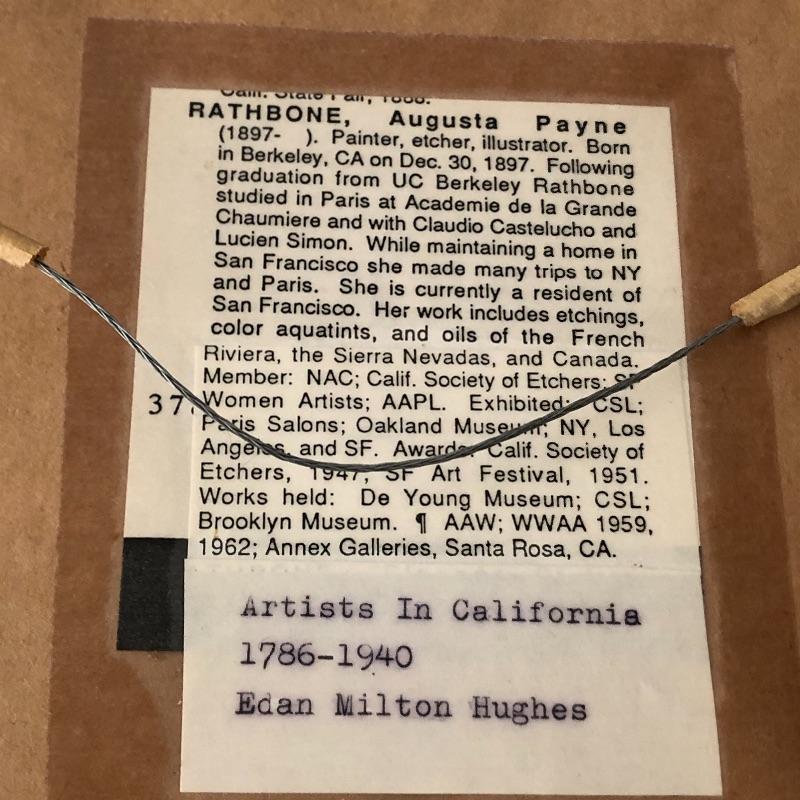 Calif. State Fair, 1888.
RATHBONE, Augusta Payne
(1897- ). Painter, etcher, illustrator. Born
in Berkeley, CA on Dec. 30, 1897. Following
graduation from UC Berkeley Rathbone
studied in Paris at Academie de la Grande
Chaumiere and with Claudio Castelucho and
Lucien Simon. While maintaining a home in
San Francisco she made many trips to NY
and Paris. She is currently a resident of
San Francisco. Her work includes etchings,
color aquatints, and oils of the French
Riviera, the Sierra Nevadas, and Canada.
Member: NAC; Calif. Society of Etchers; SF
37
Women Artists; AAPL. Exhibited: CSL;
Paris Salons; Oakland Museum; NY, Los
Angeles, and SF. Awards: Calif. Society of
Etchers, 1947; SF Art Festival, 1951.
Works held: De Young Museum; CSL;
Brooklyn Museum. ¶ AAW; WWAA 1959,
1962; Annex Galleries, Santa Rosa, CA.
Artists In California
1786-1940
Edan Milton Hughes